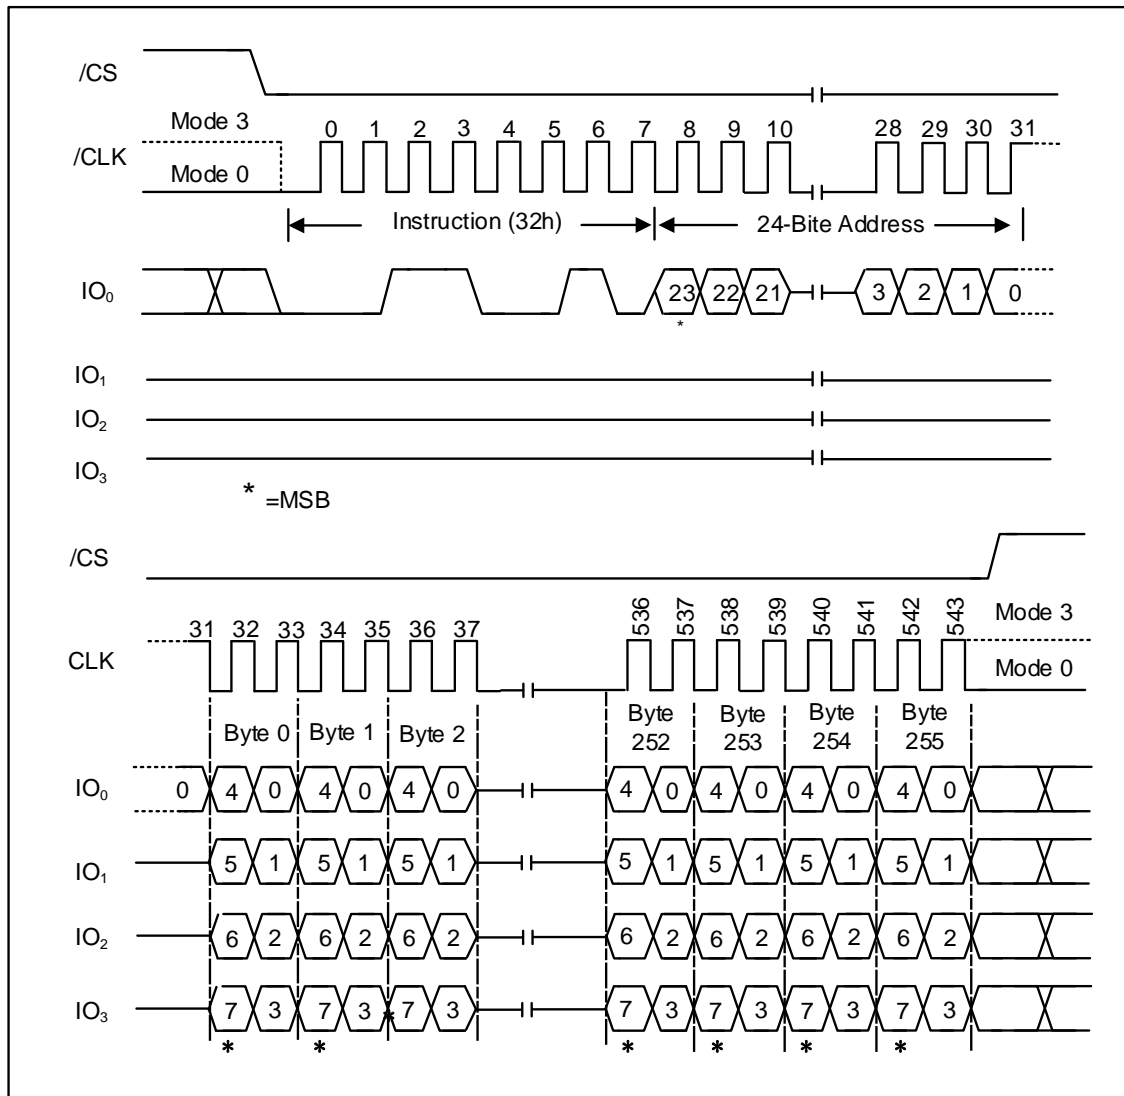 /CS
Mode 3
0 1 2 3 4 5 6 7 8 9 10 28 29 30 31
/CLK
Mode 0
Instruction (32h) 24-Bite Address
IO₀ 23 22 21 3 2 1 0
*
IO₁
IO₂
IO₃
* =MSB
/CS
536 537 538 539 540 541 542 543
Mode 3
31 32 33 34 35 36 37
CLK
Mode 0
Byte 0 Byte 1 Byte 2 Byte 252 Byte 253 Byte 254 Byte 255
IO₀ 0 4 0 4 0 4 0 4 0 4 0 4 0 4 0
IO₁ 5 1 5 1 5 1 5 1 5 1 5 1 5 1
IO₂ 6 2 6 2 6 2 6 2 6 2 6 2 6 2
IO₃ 7 3 7 3 * 7 3 7 3 7 3 7 3 7 3
* * * * * *